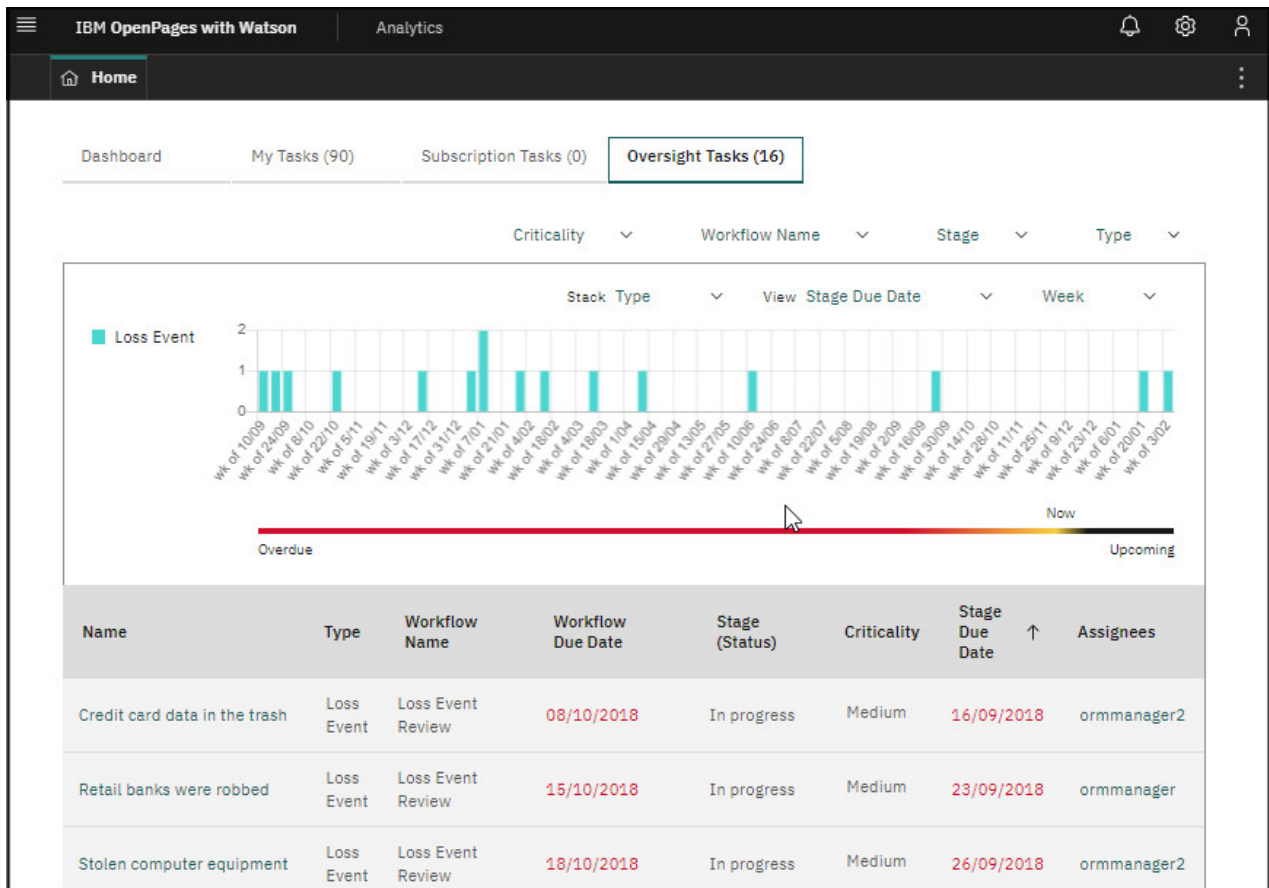 IBM OpenPages with Watson Analytics
Home
Dashboard My Tasks (90) Subscription Tasks (0) Oversight Tasks (16)
Criticality Workflow Name Stage Type
Stack Type View Stage Due Date Week
Loss Event
2
1
0
wk of 10/09 wk of 24/09 wk of 8/10 wk of 22/10 wk of 5/11 wk of 19/11 wk of 3/12 wk of 17/12 wk of 31/12 wk of 7/01 wk of 21/01 wk of 4/02 wk of 18/02 wk of 4/03 wk of 18/03 wk of 1/04 wk of 15/04 wk of 29/04 wk of 13/05 wk of 27/05 wk of 10/06 wk of 24/06 wk of 8/07 wk of 22/07 wk of 5/08 wk of 19/08 wk of 2/09 wk of 16/09 wk of 30/09 wk of 14/10 wk of 28/10 wk of 11/11 wk of 25/11 wk of 9/12 wk of 23/12 wk of 6/01 wk of 20/01 wk of 3/02
Now
Overdue Upcoming
Name Type Workflow Name Workflow Due Date Stage (Status) Criticality Stage Due Date Assignees
Credit card data in the trash Loss Event Loss Event Review 08/10/2018 In progress Medium 16/09/2018 ormmanager2
Retail banks were robbed Loss Event Loss Event Review 15/10/2018 In progress Medium 23/09/2018 ormmanager
Stolen computer equipment Loss Event Loss Event Review 18/10/2018 In progress Medium 26/09/2018 ormmanager2